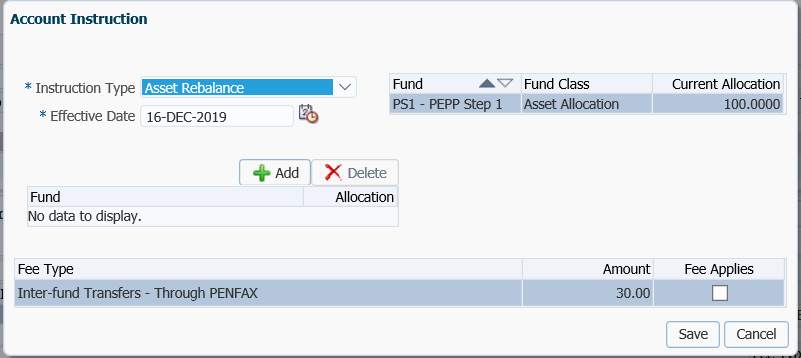 Account Instruction
* Instruction Type Asset Rebalance
* Effective Date 16-DEC-2019
Fund Fund Class Current Allocation
PS1 - PEPP Step 1 Asset Allocation 100.0000
Add Delete
Fund Allocation
No data to display.
Fee Type Amount Fee Applies
Inter-fund Transfers - Through PENFAX 30.00
Save Cancel